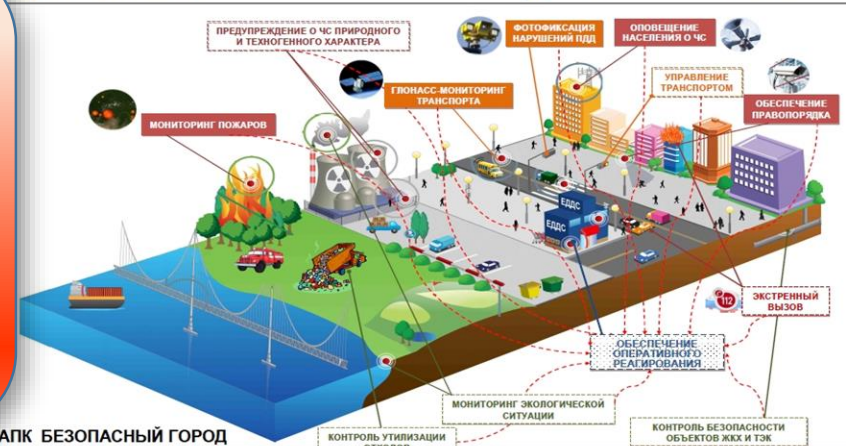 ПРЕДУПРЕЖДЕНИЕ О ЧС ПРИРОДНОГО
И ТЕХНОГЕННОГО ХАРАКТЕРА
ФОТОФИКСАЦИЯ
НАРУШЕНИЙ ПДД
ОПОВЕЩЕНИЕ
НАСЕЛЕНИЯ О ЧС
ГЛОНАСС-МОНИТОРИНГ
ТРАНСПОРТА
УПРАВЛЕНИЕ
ТРАНСПОРТОМ
ОБЕСПЕЧЕНИЕ
ПРАВОПОРЯДКА
МОНИТОРИНГ ПОЖАРОВ
ЕДДС
ЕДДС
112
ЭКСТРЕННЫЙ
ВЫЗОВ
ОБЕСПЕЧЕНИЕ
ОПЕРАТИВНОГО
РЕАГИРОВАНИЯ
МОНИТОРИНГ ЭКОЛОГИЧЕСКОЙ
СИТУАЦИИ
КОНТРОЛЬ УТИЛИЗАЦИИ
КОНТРОЛЬ БЕЗОПАСНОСТИ
ОБЪЕКТОВ ЖКХ И ТЭК
АПК БЕЗОПАСНЫЙ ГОРОД